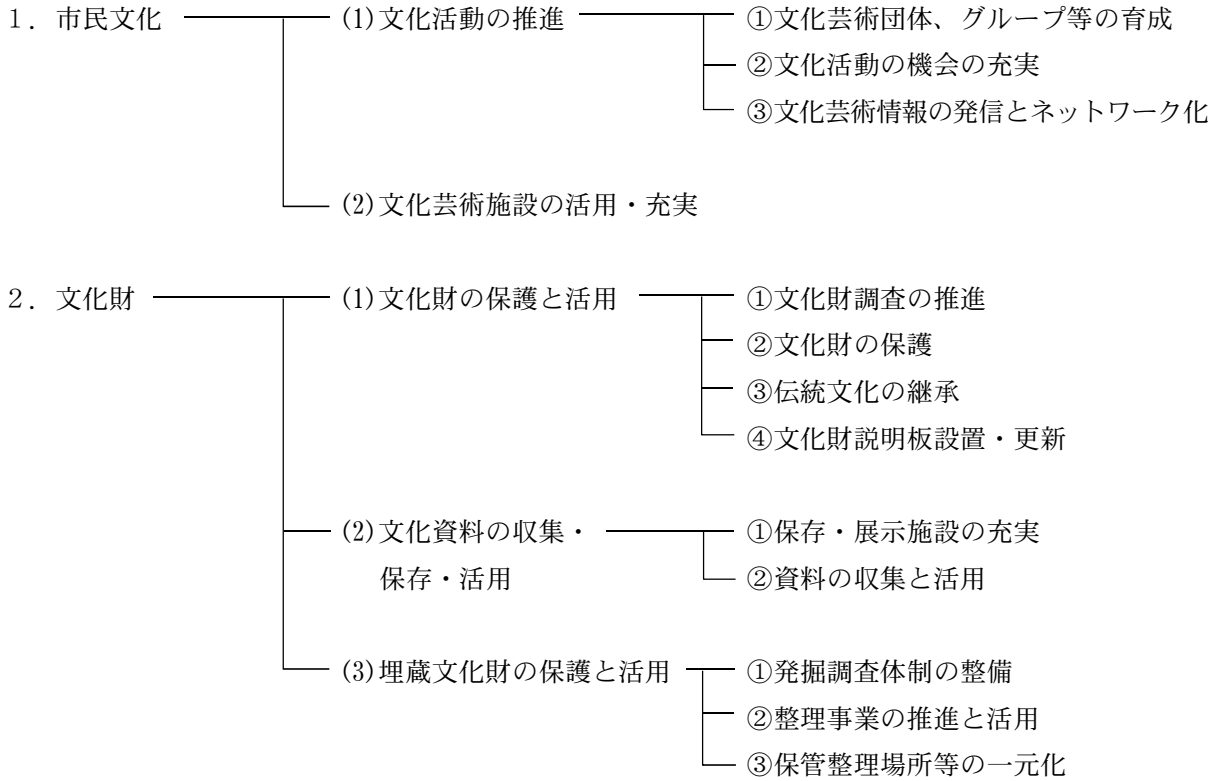 １．市民文化
(1)文化活動の推進
①文化芸術団体、グループ等の育成
②文化活動の機会の充実
③文化芸術情報の発信とネットワーク化
(2)文化芸術施設の活用・充実
２．文化財
(1)文化財の保護と活用
①文化財調査の推進
②文化財の保護
③伝統文化の継承
④文化財説明板設置・更新
(2)文化資料の収集・
保存・活用
①保存・展示施設の充実
②資料の収集と活用
(3)埋蔵文化財の保護と活用
①発掘調査体制の整備
②整理事業の推進と活用
③保管整理場所等の一元化